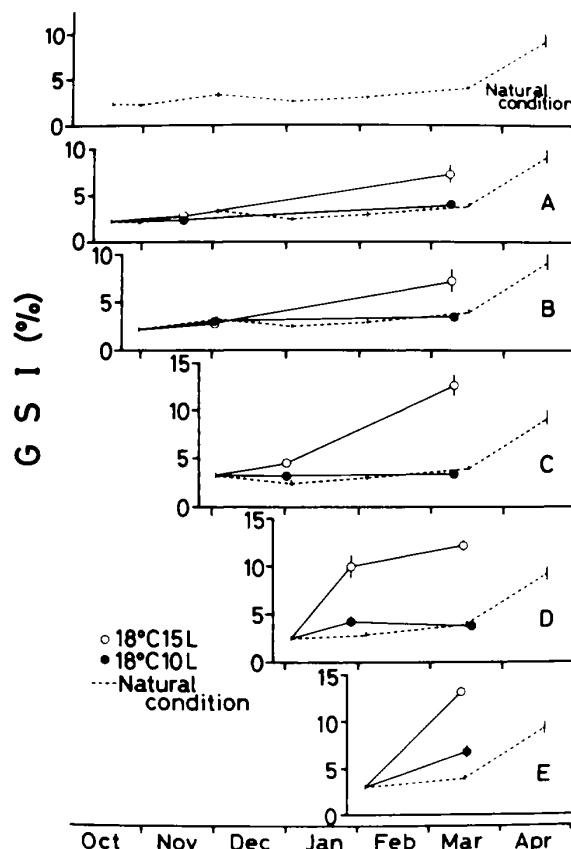 10
5
0
Natural
condition
10
5
0
A
10
5
0
B
15
10
5
0
C
15
10
5
0
D
15
10
5
0
E
G S I (%)
○ 18°C15L
● 18°C10L
---- Natural
condition
Oct Nov Dec Jan Feb Mar Apr